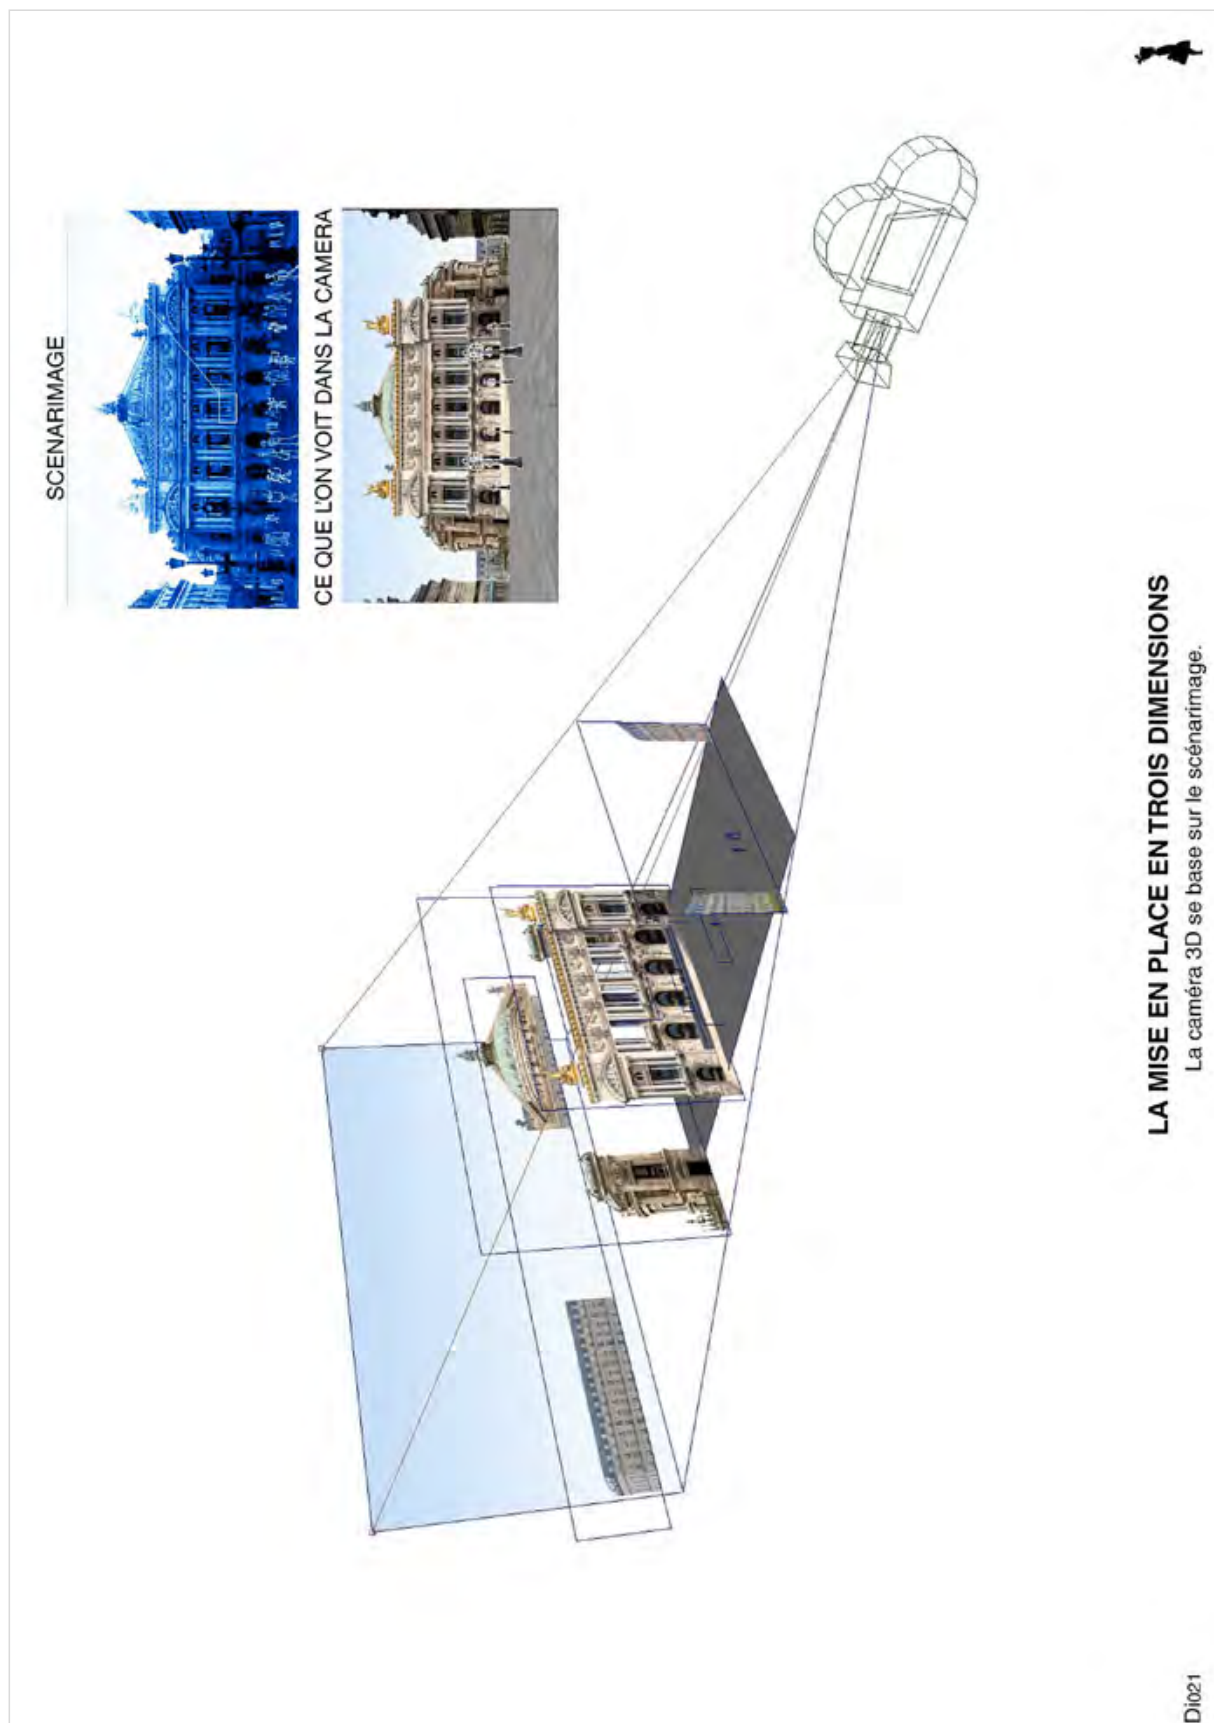 SCENARIMAGE
CE QUE L'ON VOIT DANS LA CAMERA
LA MISE EN PLACE EN TROIS DIMENSIONS
La caméra 3D se base sur le scénarimage.
Di021